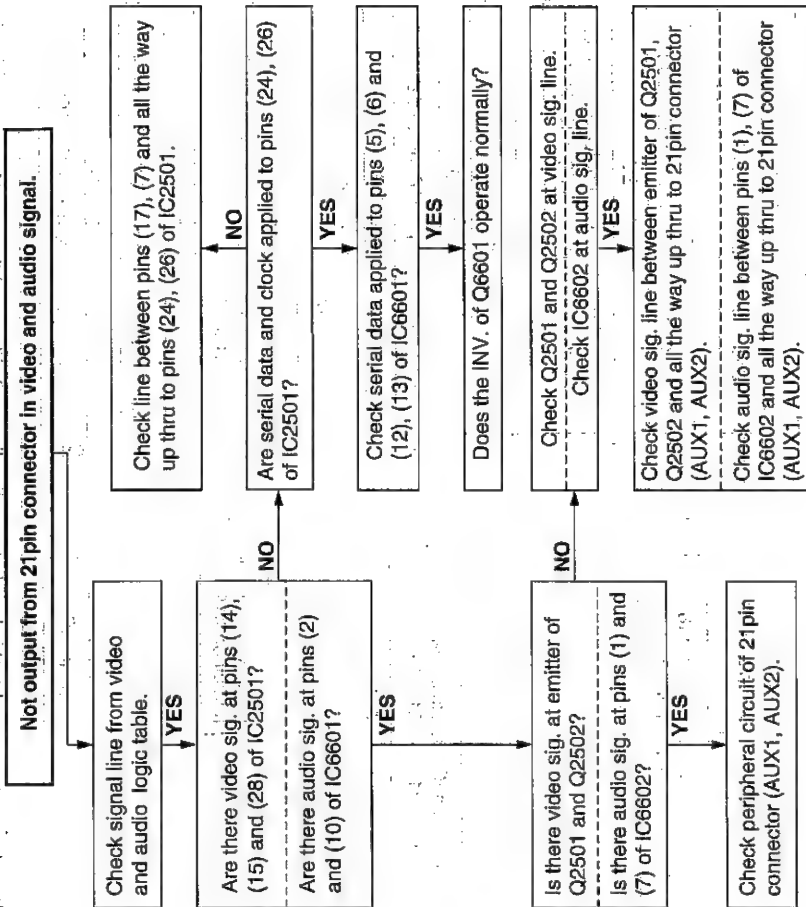 Not output from 21pin connector in video and audio signal.
Check signal line from video
and audio logic table.
YES
Are there video sig. at pins (14),
(15) and (28) of IC2501?
Are there audio sig. at pins (2)
and (10) of IC6601?
NO
YES
Check line between pins (17), (7) and all the way
up thru to pins (24), (26) of IC2501.
NO
Are serial data and clock applied to pins (24), (26)
of IC2501?
YES
Check serial data applied to pins (5), (6) and
(12), (13) of IC6601?
YES
Does the INV. of Q6601 operate normally?
Is there video sig. at emitter of
Q2501 and Q2502?
Is there audio sig. at pins (1) and
(7) of IC6602?
NO
YES
Check Q2501 and Q2502 at video sig. line.
Check IC6602 at audio sig. line.
YES
Check video sig. line between emitter of Q2501,
Q2502 and all the way up thru to 21pin connector
(AUX1, AUX2).
Check audio sig. line between pins (1), (7) of
IC6602 and all the way up thru to 21pin connector
(AUX1, AUX2).
Check peripheral circuit of 21pin
connector (AUX1, AUX2).